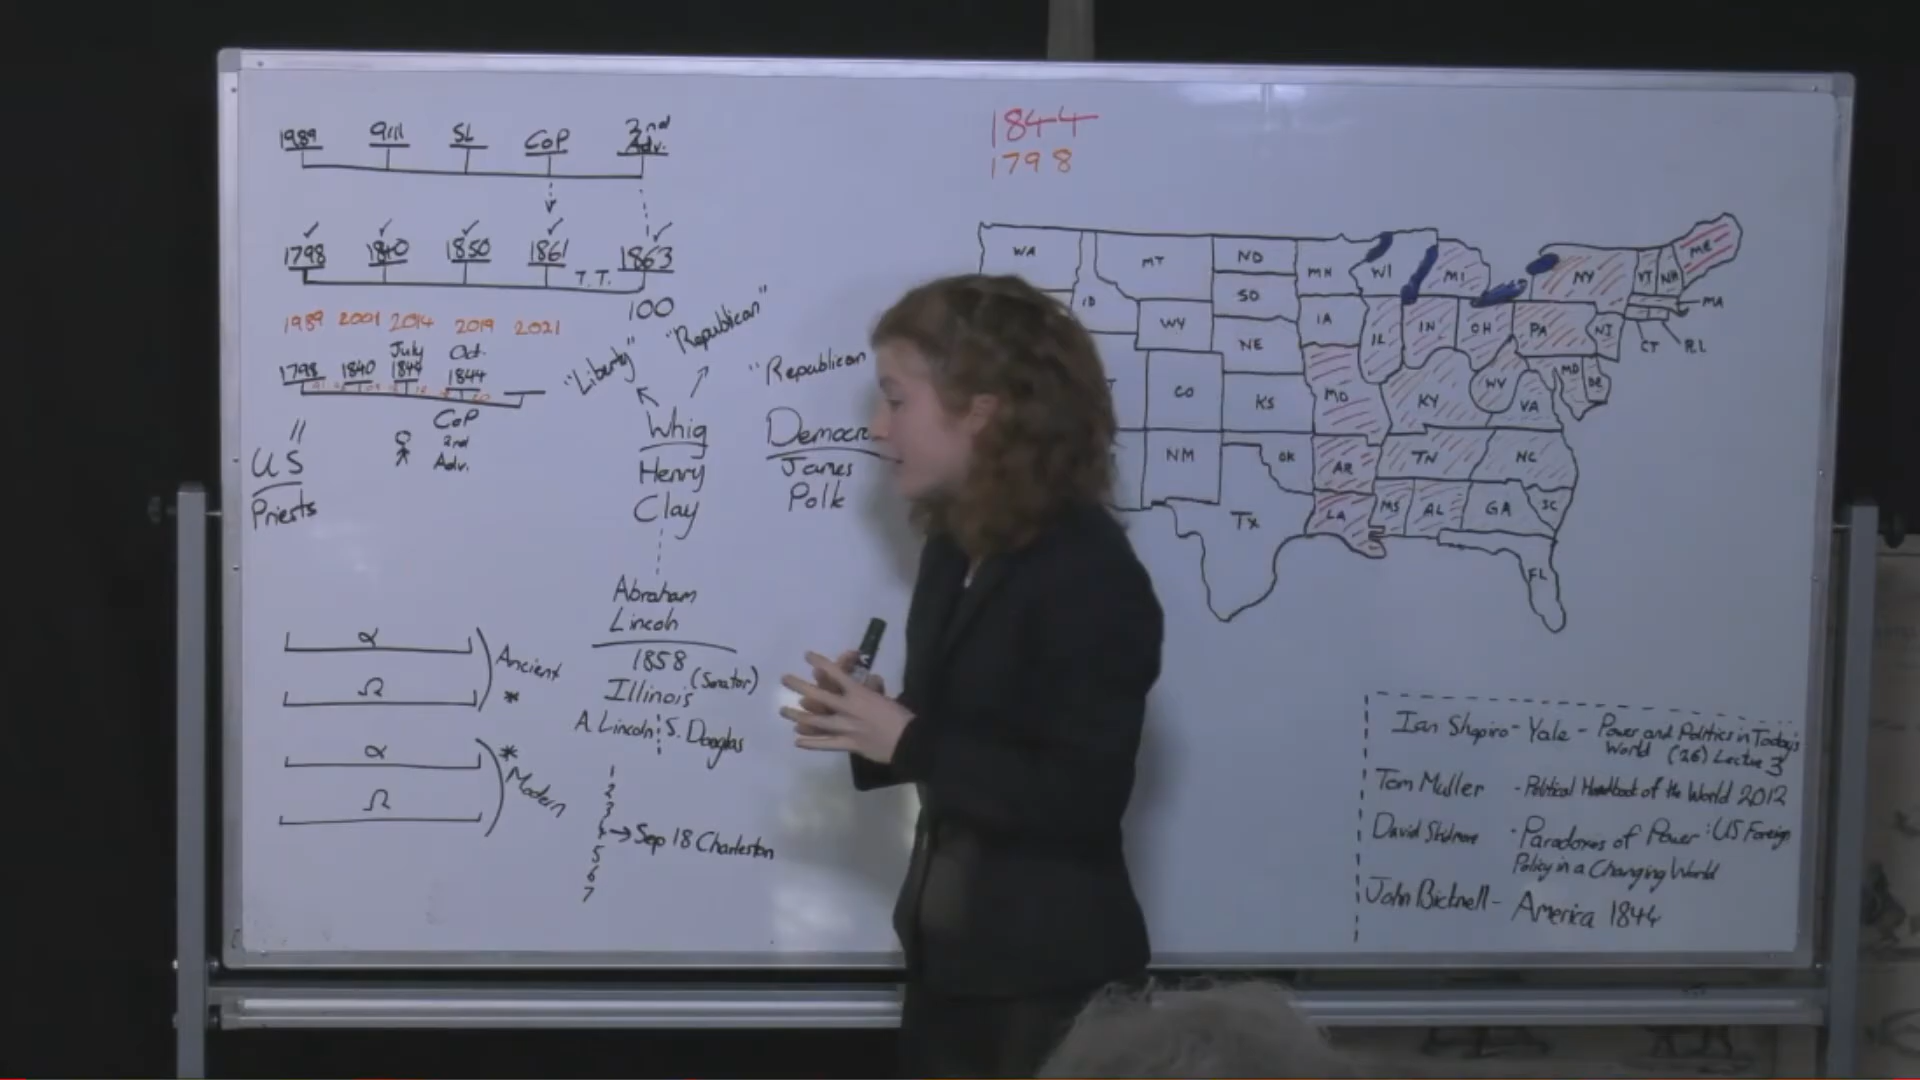 1989 9/11 SL CoP 2nd Adv.
1798 1840 1850 1861 T.T. 1863
100
1989 2001 2014 2019 2021
1798 1840 July 1844 Oct. 1844
CoP
2nd
Adv.
//
US
Priests
"Liberty" "Republican"
"Republican
Whig
Henry
Clay
Democr
James
Polk
Abraham
Lincoln
1858
(Senator)
Illinois
A. Lincoln S. Douglas
1
2
3
4 → Sep 18 Charleston
5
6
7
α
Ω
Ancient
*
α
Ω
*
Modern
1844
1798
WA MT ND MN WI MI NY VT NH ME
ID SD MA
WY IA IL IN OH PA NJ CT R.I.
NE
CO KS MO KY WV VA MD DE
NM OK AR TN NC
TX LA MS AL GA SC
FL
Ian Shapiro - Yale - Power and Politics in Today's
World (26) Lecture 3
Tom Muller - Political Handbook of the World 2012
David - Paradoxes of Power: US Foreign
Policy in a Changing World
John Bicknell - America 1844